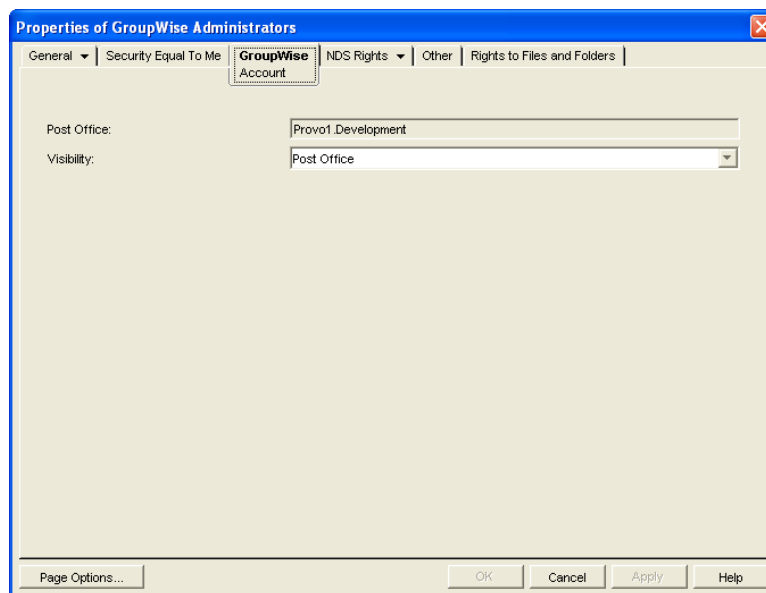 Properties of GroupWise Administrators
General Security Equal To Me GroupWise NDS Rights Other Rights to Files and Folders
Account
Post Office: Provo1.Development
Visibility: Post Office
Page Options... OK Cancel Apply Help